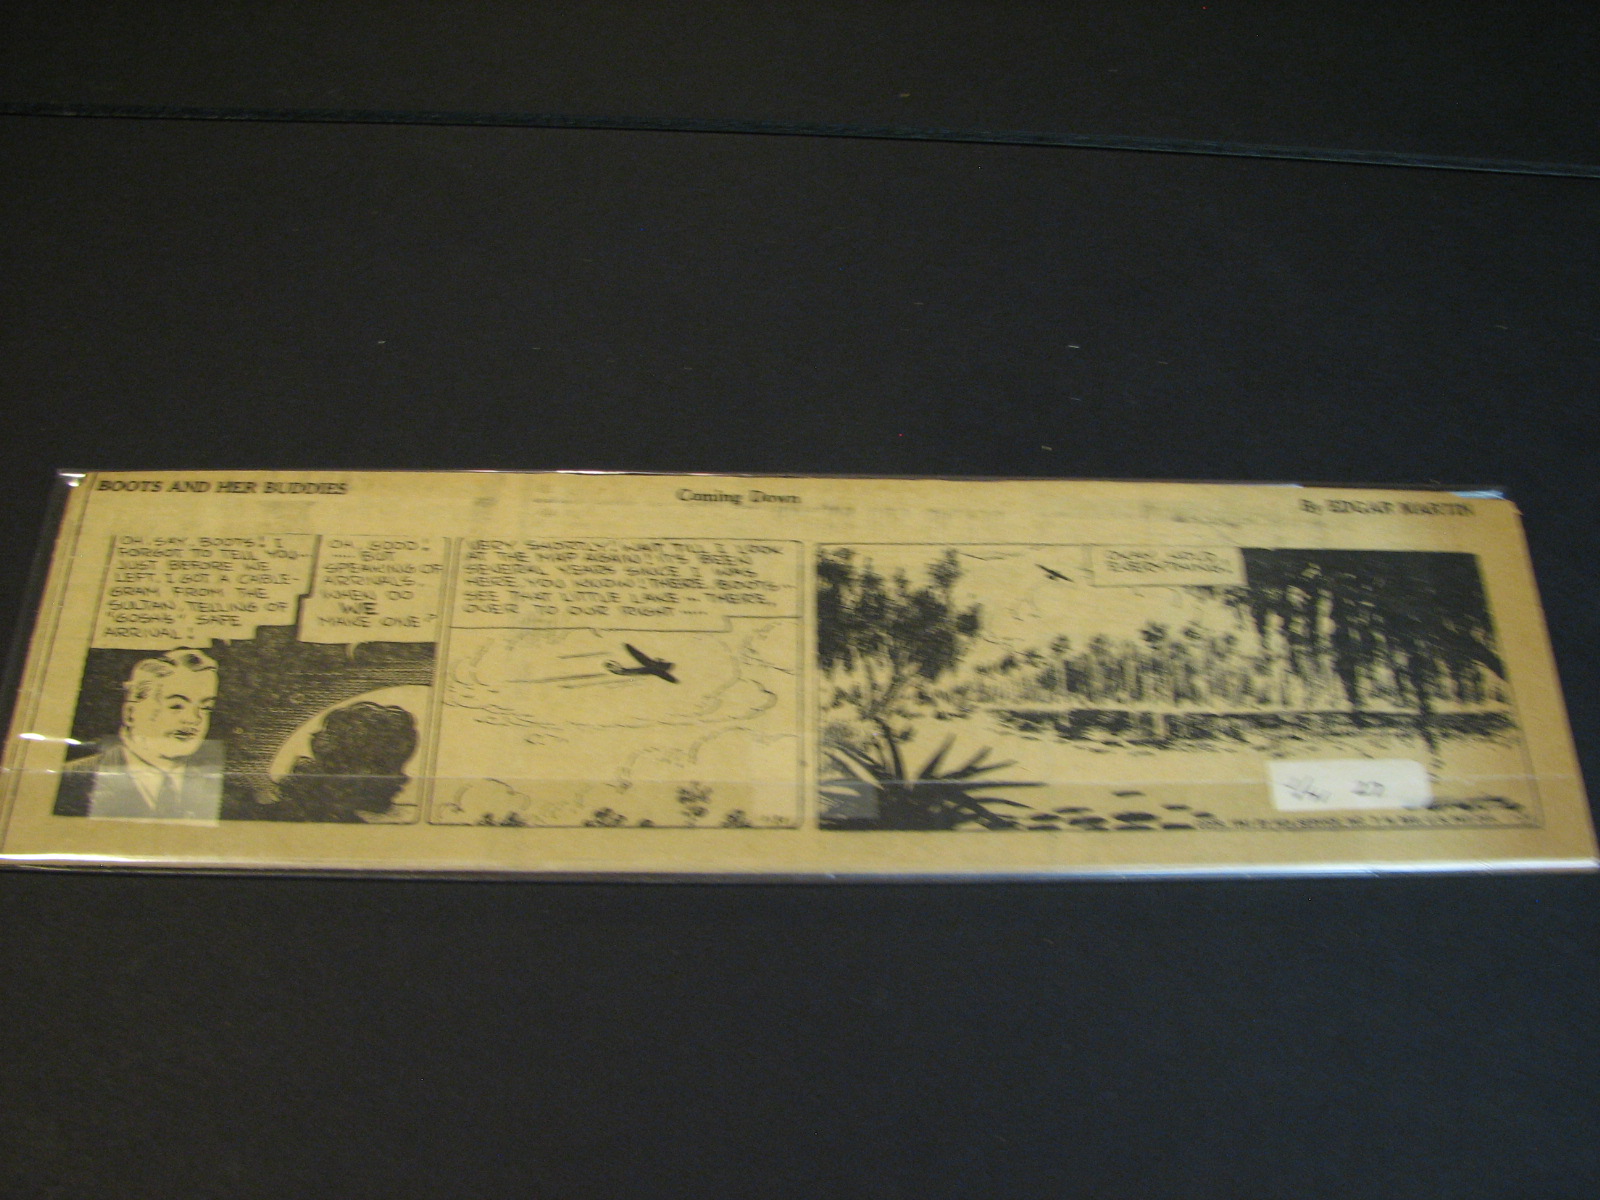 BOOTS AND HER BUDDIES
Coming Down
By EDGAR MARTIN
OH SAY, BOOTS! I
FORGOT TO TELL YOU--
JUST BEFORE WE
LEFT, I GOT A CABLE-
GRAM FROM THE
SULTAN, TELLING OF
"GOSH'S" SAFE
ARRIVAL!
OH, GOOD!
.... BUT
SPEAKING OF
ARRIVALS
WHEN DO
WE
MAKE ONE?
VERY SHORTLY! WAIT TILL I LOOK
AT THE MAP AGAIN! IT'S BEEN
SEVERAL YEARS SINCE I WAS
HERE, YOU KNOW! THERE, BOOTS--
SEE THAT LITTLE LAKE -- THERE,
OVER TO OUR RIGHT .....
OKAY, HOLD
EVERYTHING!